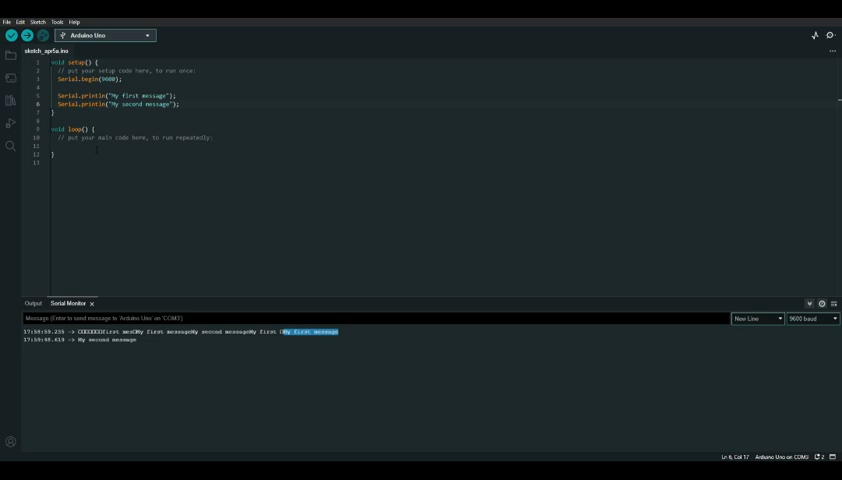 File Edit Sketch Tools Help
Arduino Uno
sketch_apr5a.ino
1 void setup() {
2 // put your setup code here, to run once:
3 Serial.begin(9600);
4
5 Serial.println("My first message");
6 Serial.println("My second message");
7 }
8
9 void loop() {
10 // put your main code here, to run repeatedly:
11
12 }
13
Output Serial Monitor
Message (Enter to send message to 'Arduino Uno' on 'COM3')
New Line 9600 baud
17:58:59.235 -> □□□□□□□first mes□My first messageMy second messageMy first □My first message
17:59:48.619 -> My second message
Ln 6, Col 17 Arduino Uno on COM3 2